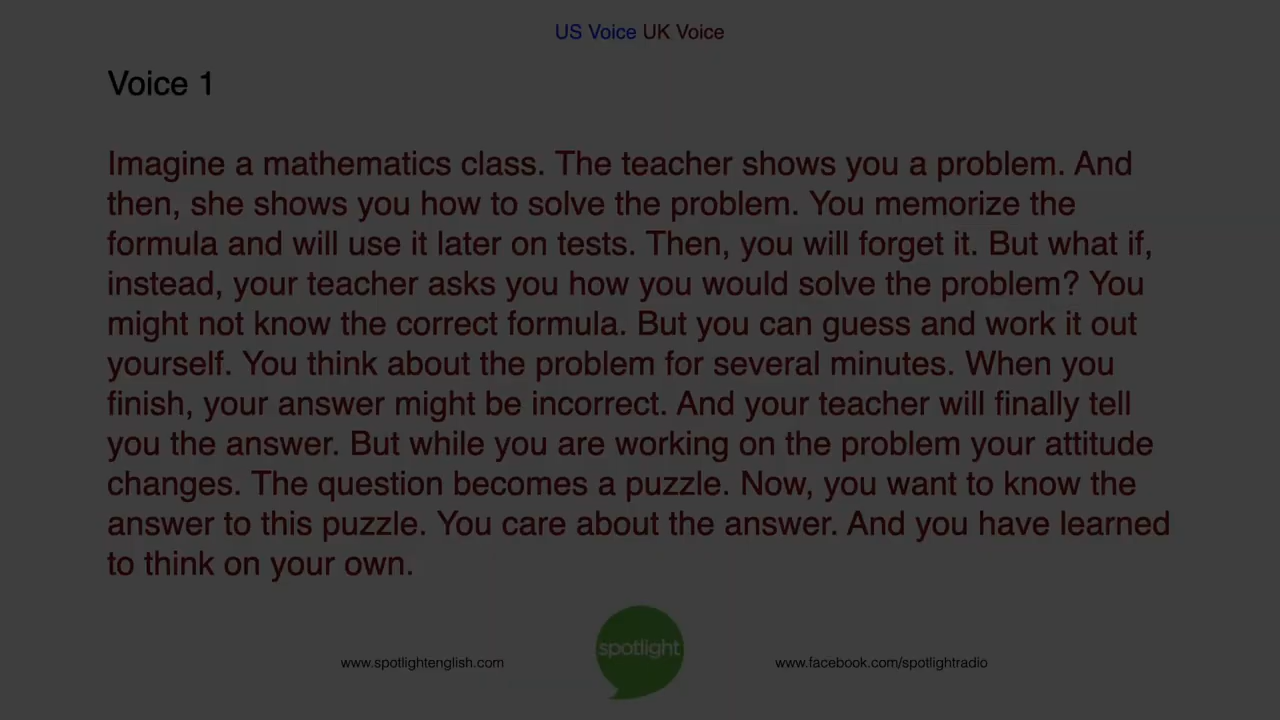 US Voice UK Voice
Voice 1
Imagine a mathematics class. The teacher shows you a problem. And
then, she shows you how to solve the problem. You memorize the
formula and will use it later on tests. Then, you will forget it. But what if,
instead, your teacher asks you how you would solve the problem? You
might not know the correct formula. But you can guess and work it out
yourself. You think about the problem for several minutes. When you
finish, your answer might be incorrect. And your teacher will finally tell
you the answer. But while you are working on the problem your attitude
changes. The question becomes a puzzle. Now, you want to know the
answer to this puzzle. You care about the answer. And you have learned
to think on your own.
www.spotlightenglish.com
spotlight
www.facebook.com/spotlightradio